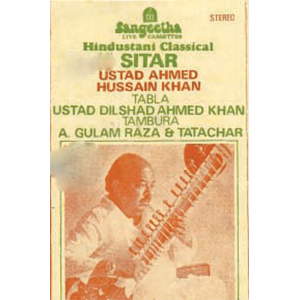 Sangeetha
LIVE CASSETTES
STEREO
Hindustani Classical
SITAR
USTAD AHMED
HUSSAIN KHAN
TABLA
USTAD DILSHAD AHMED KHAN
TAMBURA
A. GULAM RAZA & TATACHAR